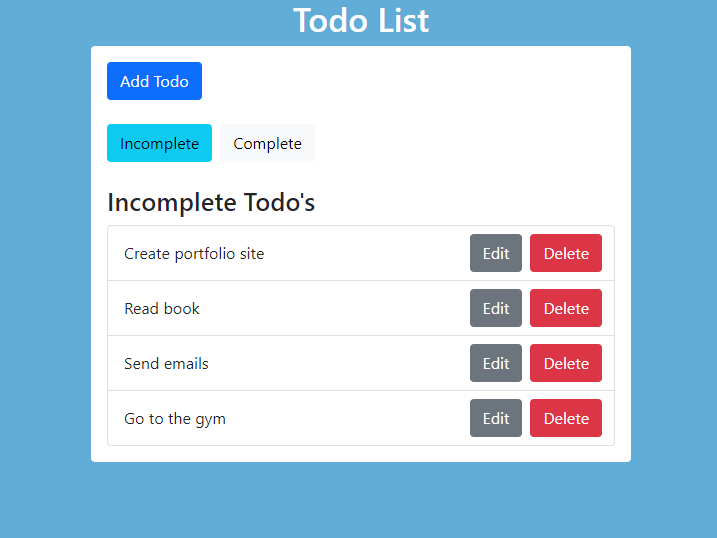 Todo List
Add Todo
Incomplete Complete
Incomplete Todo's
Create portfolio site Edit Delete
Read book Edit Delete
Send emails Edit Delete
Go to the gym Edit Delete